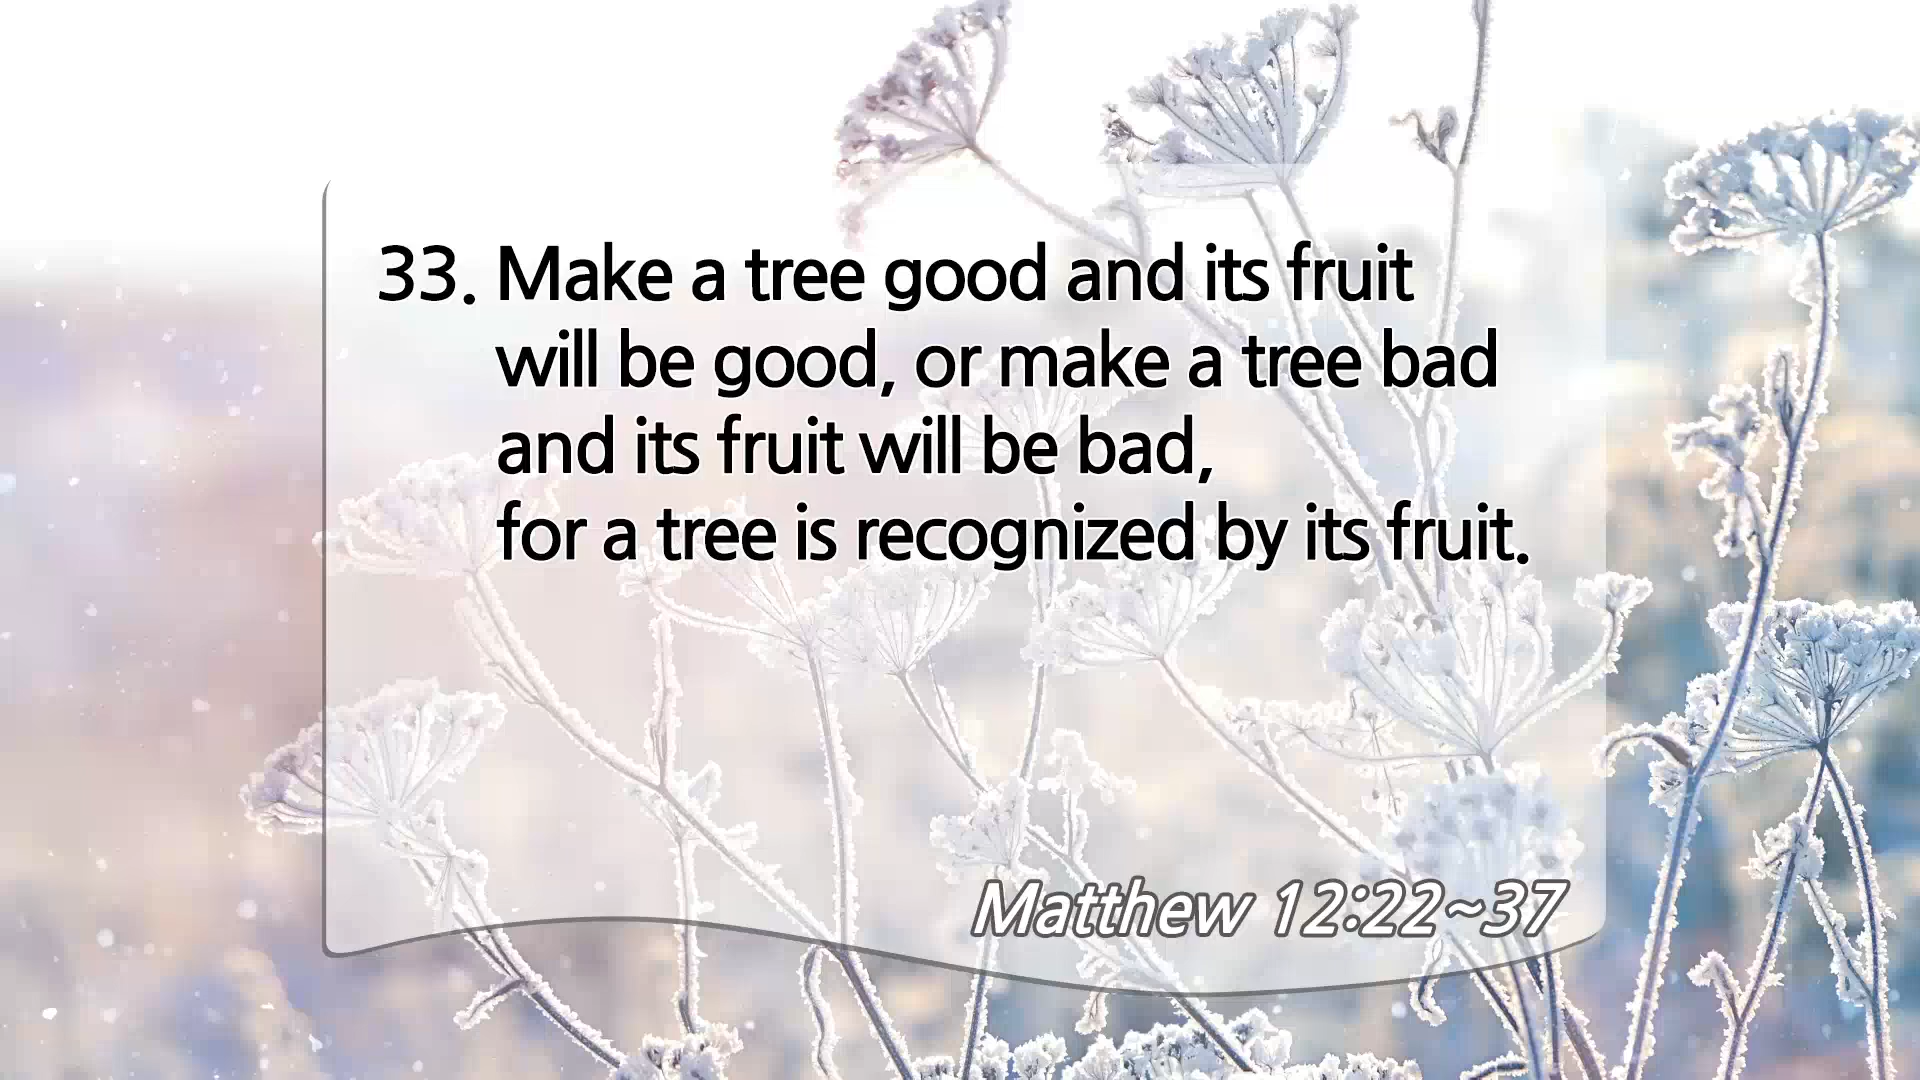 33. Make a tree good and its fruit
will be good, or make a tree bad
and its fruit will be bad,
for a tree is recognized by its fruit.
Matthew 12:22~37